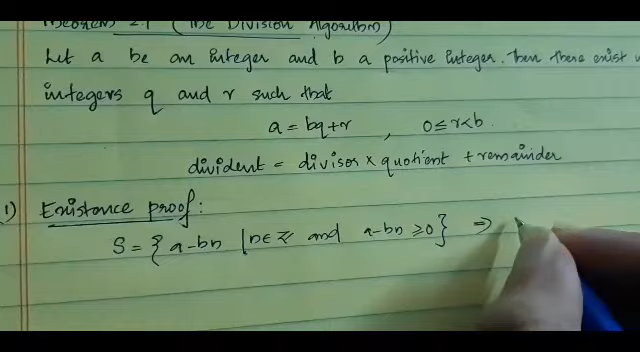 Theorem 2.1 (The Division Algorithm)
Let a be an integer and b a positive integer. Then there exist
integers q and r such that
a = bq+r , 0≤r<b.
divident = divisor × quotient + remainder
1) Existance proof:
S = { a-bn | n∈ℤ and a-bn ≥0} ⇒